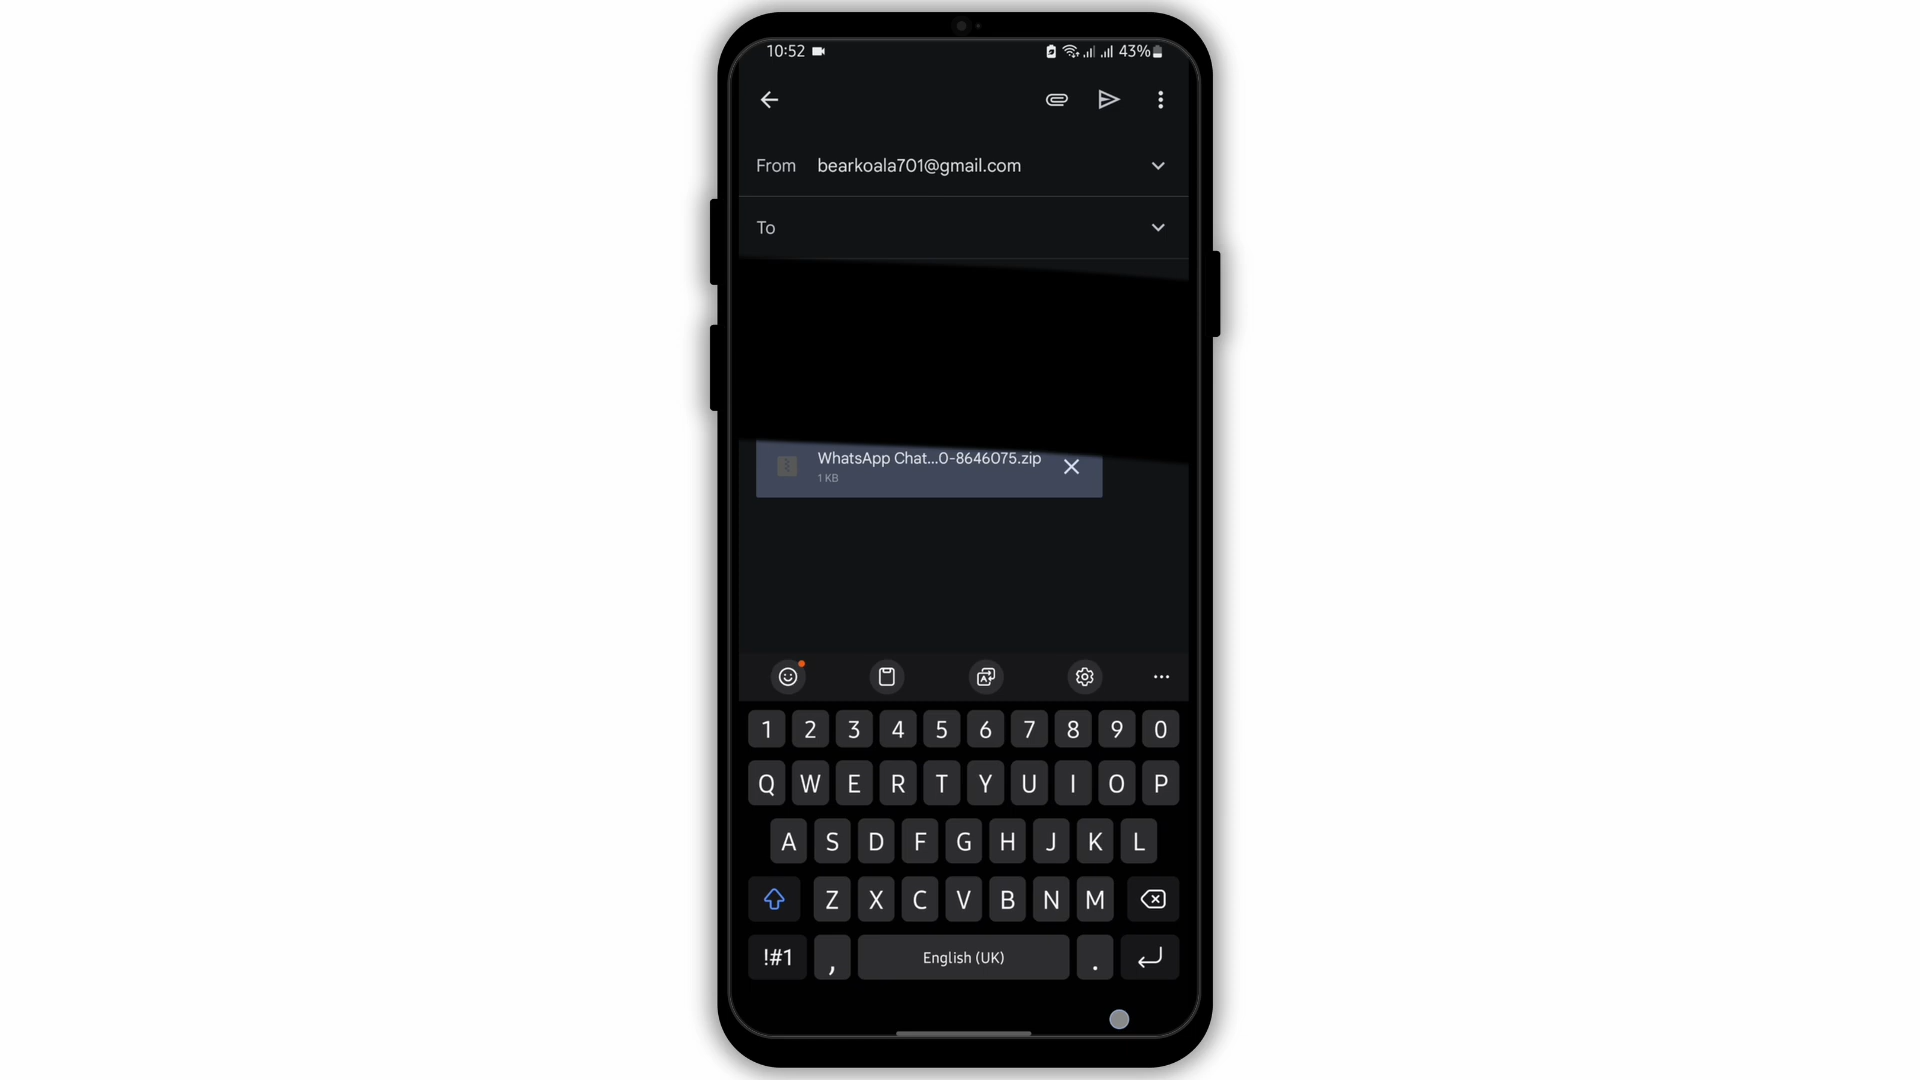 10:52 43%
From bearkoala701@gmail.com
To
WhatsApp Chat...0-8646075.zip
1 KB
1 2 3 4 5 6 7 8 9 0
Q W E R T Y U I O P
A S D F G H J K L
Z X C V B N M
!#1 , English (UK) .